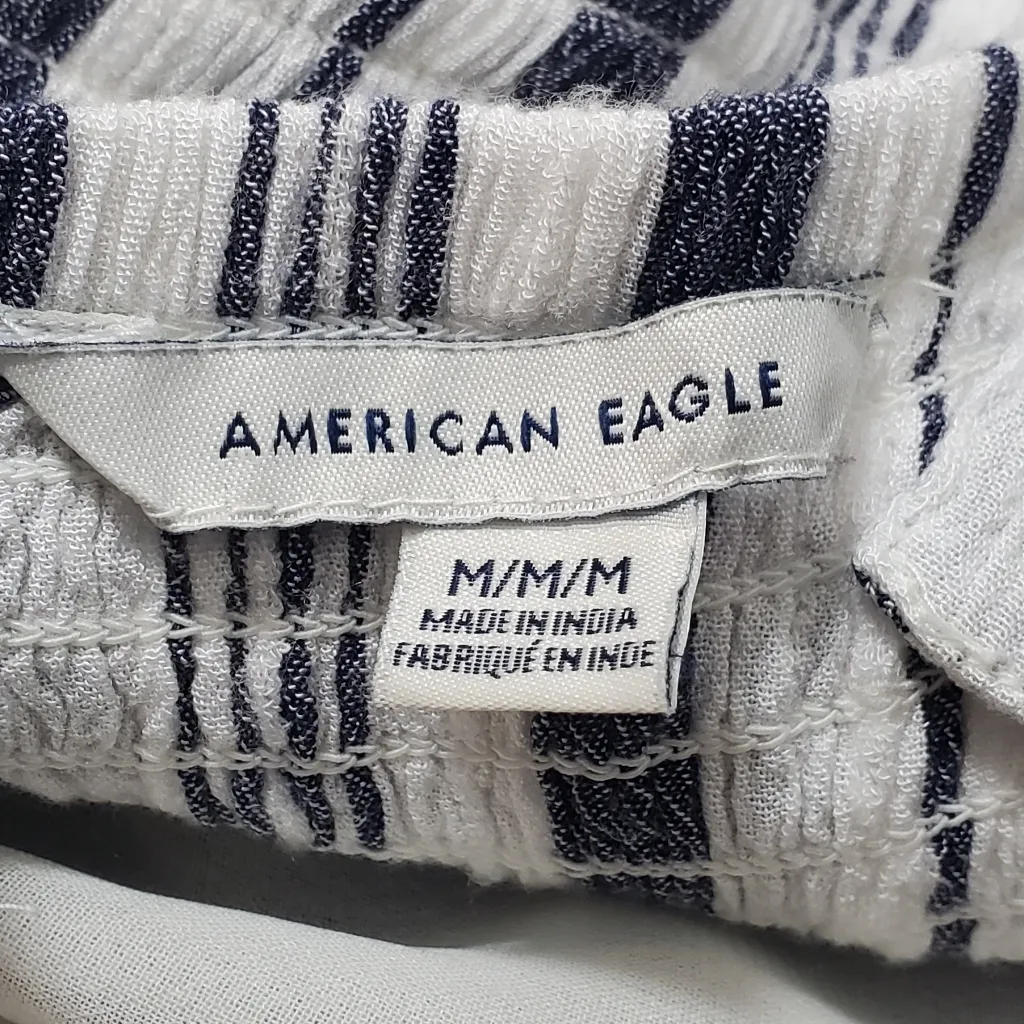 AMERICAN EAGLE
M/M/M
MADE IN INDIA
FABRIQUÉ EN INDE